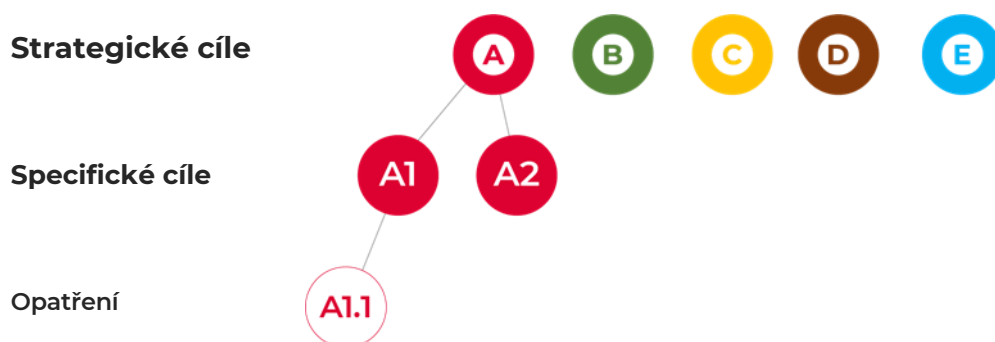 Strategické cíle A B C D E
Specifické cíle A1 A2
Opatření A1.1